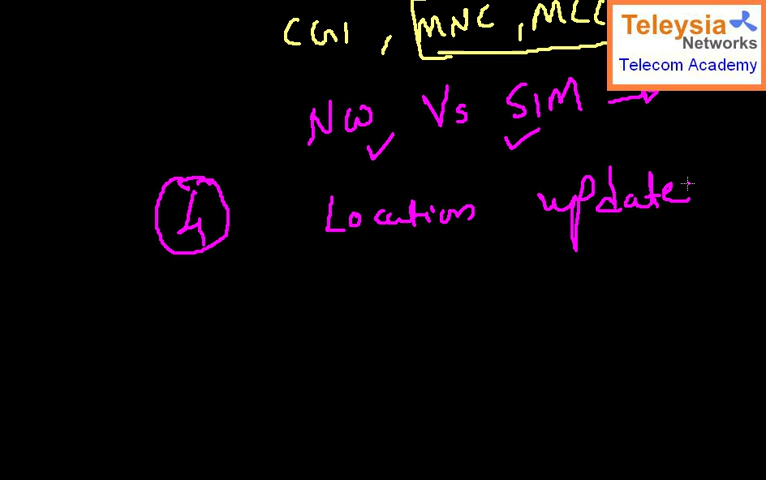 CGI, MNC, MCC
Teleysia
Networks
Telecom Academy
NW Vs SIM →
4 Location update